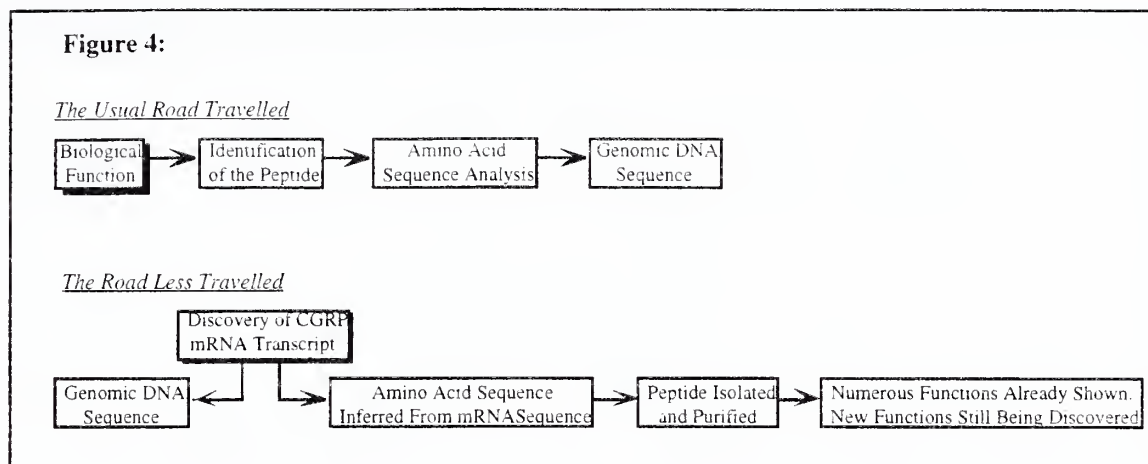 Figure 4:
The Usual Road Travelled
Biological
Function
Identification
of the Peptide
Amino Acid
Sequence Analysis
Genomic DNA
Sequence
The Road Less Travelled
Discovery of CGRP
mRNA Transcript
Genomic DNA
Sequence
Amino Acid Sequence
Inferred From mRNASequence
Peptide Isolated
and Purified
Numerous Functions Already Shown.
New Functions Still Being Discovered